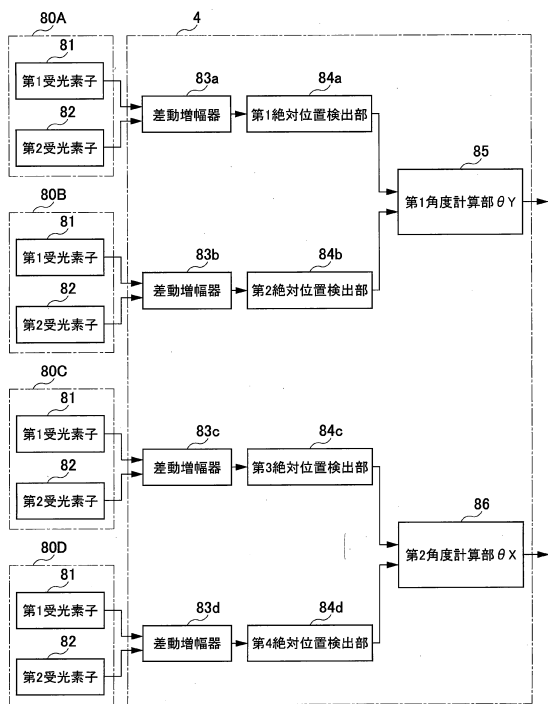 80A
4
81
第1受光素子
82
第2受光素子
83a
差動増幅器
84a
第1絶対位置検出部
85
第1角度計算部θY
80B
81
第1受光素子
82
第2受光素子
83b
差動増幅器
84b
第2絶対位置検出部
80C
81
第1受光素子
82
第2受光素子
83c
差動増幅器
84c
第3絶対位置検出部
86
第2角度計算部θX
80D
81
第1受光素子
82
第2受光素子
83d
差動増幅器
84d
第4絶対位置検出部